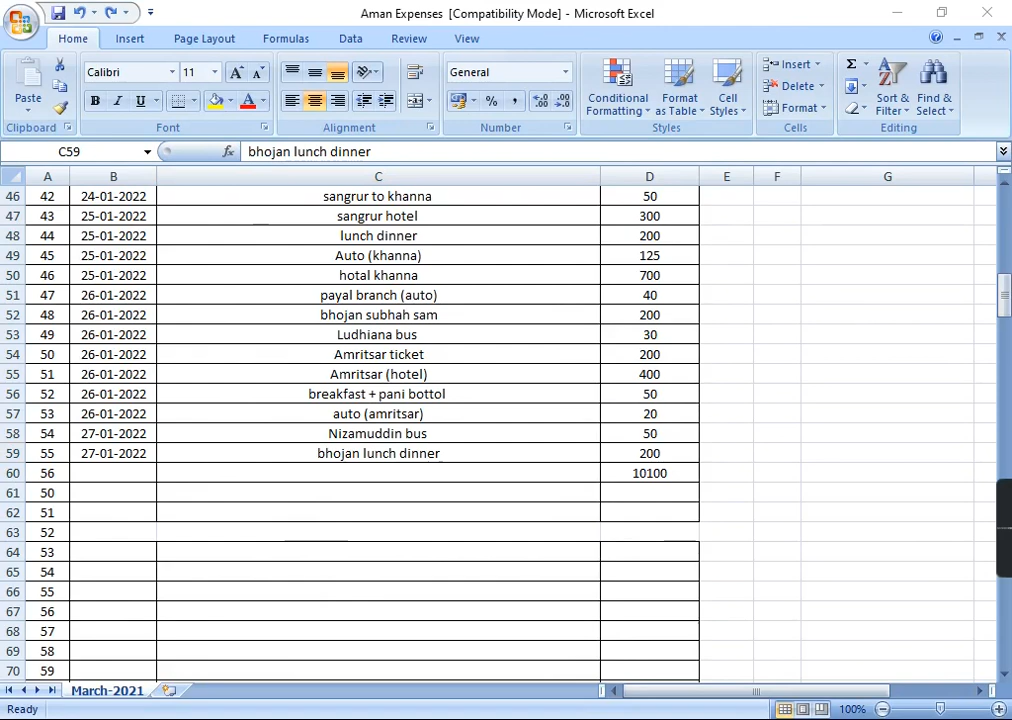 Aman Expenses [Compatibility Mode] - Microsoft Excel
Home Insert Page Layout Formulas Data Review View
Paste Calibri 11 General Conditional Formatting Format as Table Cell Styles Insert Delete Format Sort & Filter Find & Select
B I U % ,
Clipboard Font Alignment Number Styles Cells Editing
C59 fx bhojan lunch dinner
A B C D E F G
46 42 24-01-2022 sangrur to khanna 50
47 43 25-01-2022 sangrur hotel 300
48 44 25-01-2022 lunch dinner 200
49 45 25-01-2022 Auto (khanna) 125
50 46 25-01-2022 hotal khanna 700
51 47 26-01-2022 payal branch (auto) 40
52 48 26-01-2022 bhojan subhah sam 200
53 49 26-01-2022 Ludhiana bus 30
54 50 26-01-2022 Amritsar ticket 200
55 51 26-01-2022 Amritsar (hotel) 400
56 52 26-01-2022 breakfast + pani bottol 50
57 53 26-01-2022 auto (amritsar) 20
58 54 27-01-2022 Nizamuddin bus 50
59 55 27-01-2022 bhojan lunch dinner 200
60 56 10100
61 50
62 51
63 52
64 53
65 54
66 55
67 56
68 57
69 58
70 59
March-2021
Ready 100%